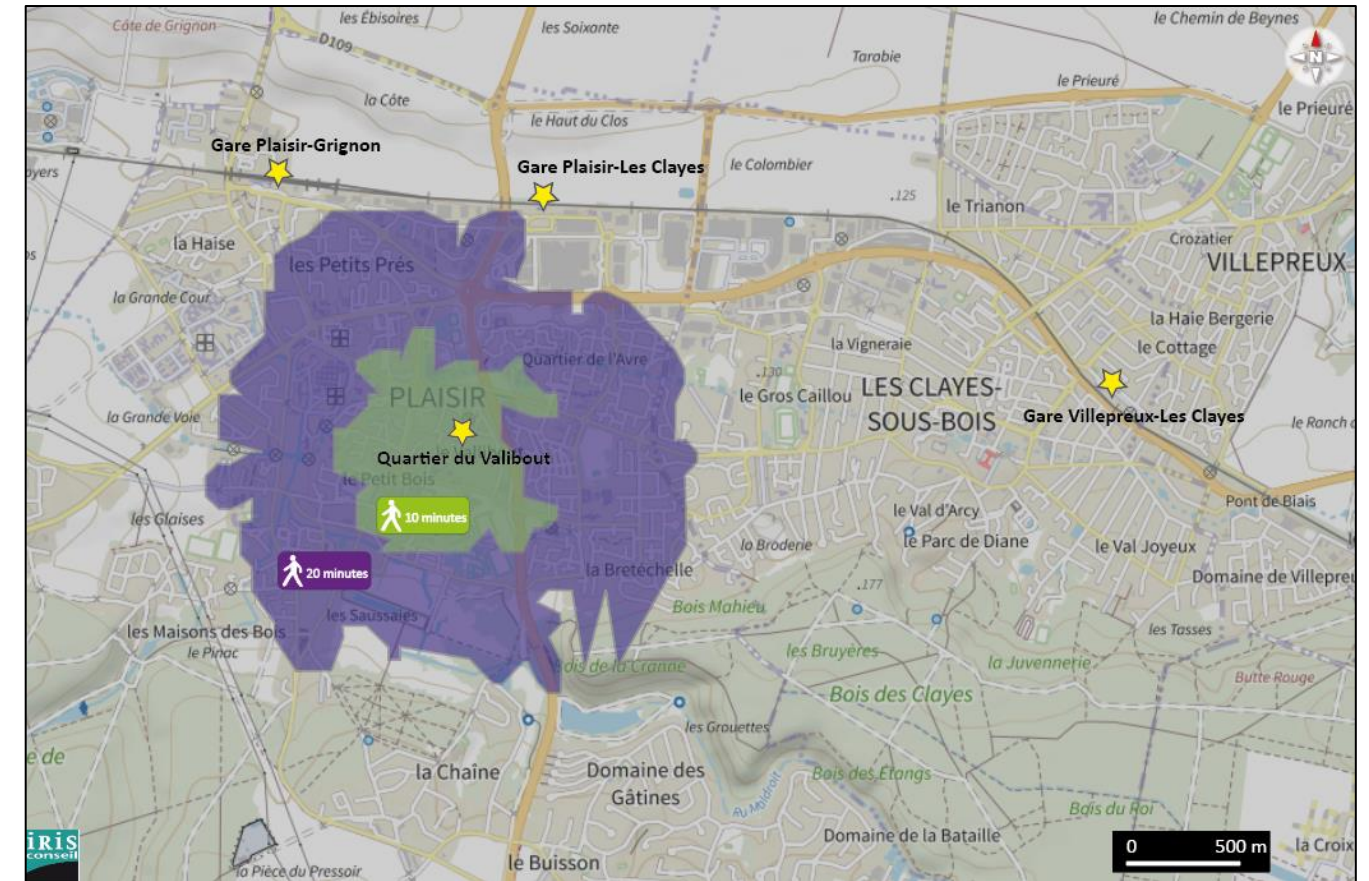 Côte de Grignon
les Ébisoires
D109
les Soixante
le Chemin de Beynes
Tarabie
N
la Côte
le Prieuré
le Prieuré
le Haut du Clos
Gare Plaisir-Grignon
Gare Plaisir-Les Clayes
le Colombier
.125
le Trianon
la Haise
les Petits Prés
Crozatier
VILLEPREUX
la Grande Cour
la Haie Bergerie
la Vigneraie
le Cottage
Quartier de l'Avre
.130
PLAISIR
le Gros Caillou
LES CLAYES-
SOUS-BOIS
la Grande Voie
Gare Villepreux-Les Clayes
Quartier du Valibout
le Petit Bois
Pont de Biais
10 minutes
les Glaises
le Val d'Arcy
le Parc de Diane
la Broderie
le Val Joyeux
20 minutes
la Bretéchelle
.177
les Saussaies
Bois Mahieu
les Maisons des Bois
le Pinac
les Tasses
les Bruyères
la Juvennerie
Bois de la Cranne
Butte Rouge
Bois des Clayes
les Grouettes
la Chaîne
Domaine des
Gâtines
Bois des Étangs
Ru Maldroit
Bois du Roi
Domaine de la Bataille
0 500 m
la Croix
iRiS
conseil
le Buisson
la Pièce du Pressoir